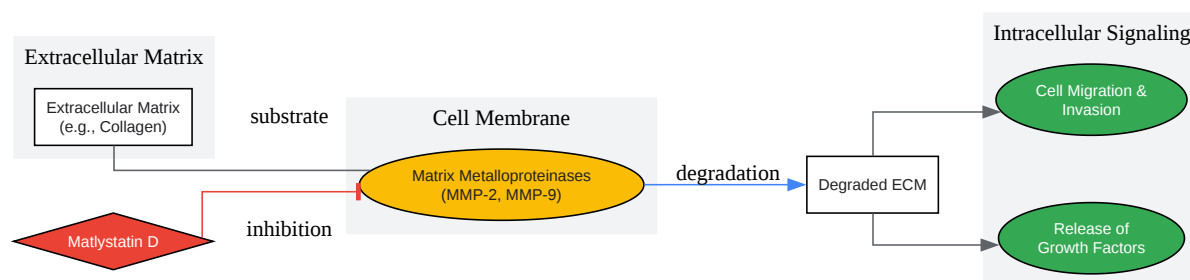 Extracellular Matrix
Extracellular Matrix
(e.g., Collagen)
substrate
inhibition
Matlystatin D
Cell Membrane
Matrix Metalloproteinases
(MMP-2, MMP-9)
degradation
Degraded ECM
Intracellular Signaling
Cell Migration &
Invasion
Release of
Growth Factors